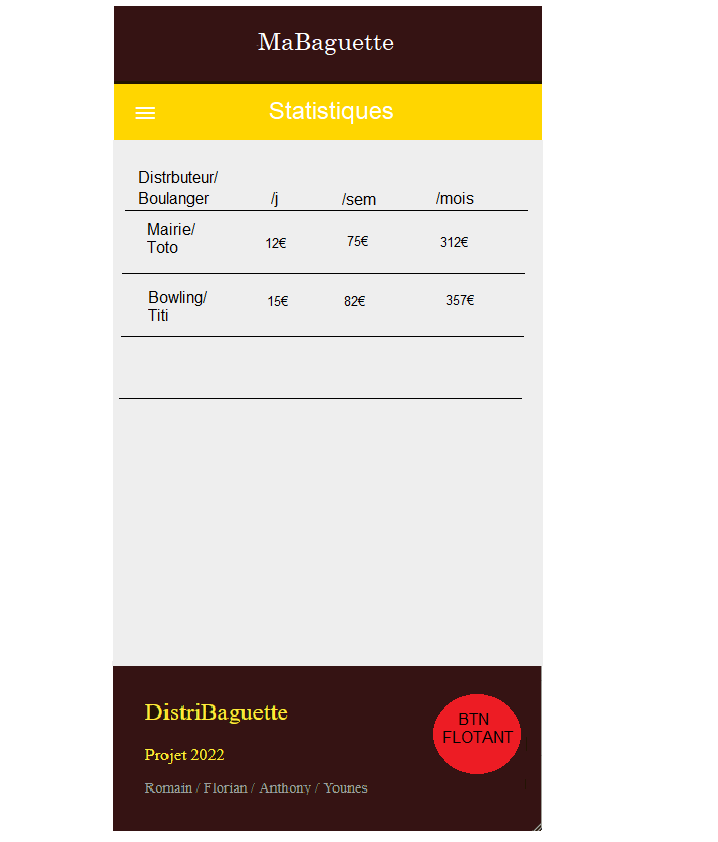 MaBaguette
Statistiques
Distrbuteur/
Boulanger /j /sem /mois
Mairie/
Toto 12€ 75€ 312€
Bowling/
Titi 15€ 82€ 357€
DistriBaguette
Projet 2022
Romain / Florian / Anthony / Younes
BTN
FLOTANT